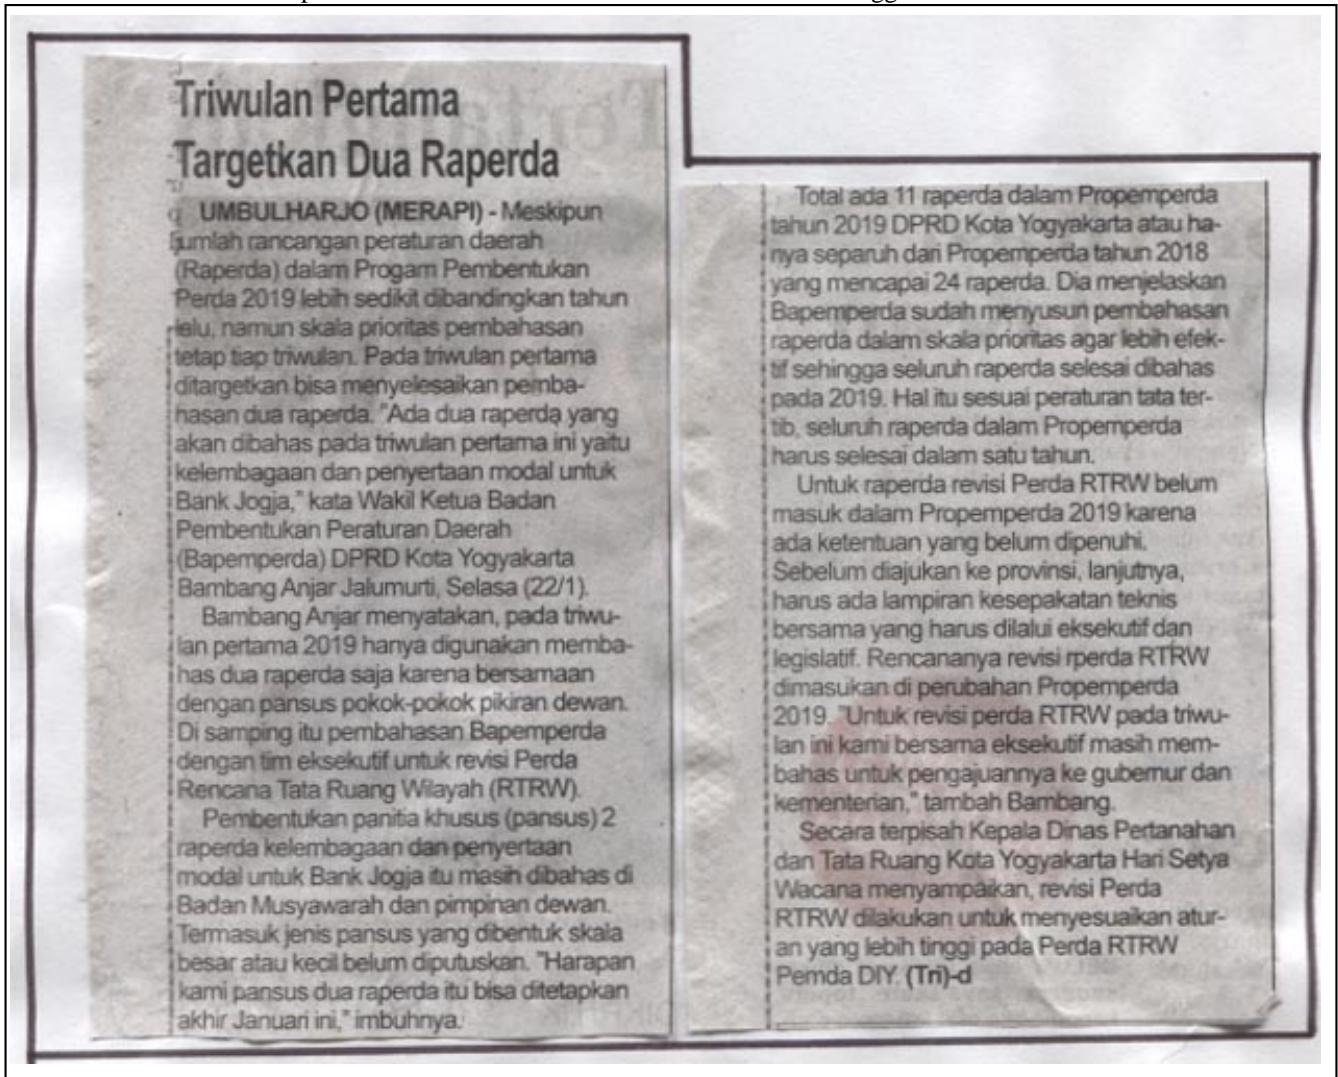 Triwulan Pertama
Targetkan Dua Raperda
UMBULHARJO (MERAPI) - Meskipun
jumlah rancangan peraturan daerah
(Raperda) dalam Progam Pembentukan
Perda 2019 lebih sedikit dibandingkan tahun
lalu, namun skala prioritas pembahasan
tetap tiap triwulan. Pada triwulan pertama
ditargetkan bisa menyelesaikan pemba-
hasan dua raperda. "Ada dua raperda yang
akan dibahas pada triwulan pertama ini yaitu
kelembagaan dan penyertaan modal untuk
Bank Jogja," kata Wakil Ketua Badan
Pembentukan Peraturan Daerah
(Bapemperda) DPRD Kota Yogyakarta
Bambang Anjar Jalumurti, Selasa (22/1).
Bambang Anjar menyatakan, pada triwu-
lan pertama 2019 hanya digunakan memba-
has dua raperda saja karena bersamaan
dengan pansus pokok-pokok pikiran dewan.
Di samping itu pembahasan Bapemperda
dengan tim eksekutif untuk revisi Perda
Rencana Tata Ruang Wilayah (RTRW).
Pembentukan panitia khusus (pansus) 2
raperda kelembagaan dan penyertaan
modal untuk Bank Jogja itu masih dibahas di
Badan Musyawarah dan pimpinan dewan.
Termasuk jenis pansus yang dibentuk skala
besar atau kecil belum diputuskan. "Harapan
kami pansus dua raperda itu bisa ditetapkan
akhir Januari ini," imbuhnya.
Total ada 11 raperda dalam Propemperda
tahun 2019 DPRD Kota Yogyakarta atau ha-
nya separuh dari Propemperda tahun 2018
yang mencapai 24 raperda. Dia menjelaskan
Bapemperda sudah menyusun pembahasan
raperda dalam skala prioritas agar lebih efek-
tif sehingga seluruh raperda selesai dibahas
pada 2019. Hal itu sesuai peraturan tata ter-
tib, seluruh raperda dalam Propemperda
harus selesai dalam satu tahun.
Untuk raperda revisi Perda RTRW belum
masuk dalam Propemperda 2019 karena
ada ketentuan yang belum dipenuhi.
Sebelum diajukan ke provinsi, lanjutnya,
harus ada lampiran kesepakatan teknis
bersama yang harus dilalui eksekutif dan
legislatif. Rencananya revisi rperda RTRW
dimasukan di perubahan Propemperda
2019. "Untuk revisi perda RTRW pada triwu-
lan ini kami bersama eksekutif masih mem-
bahas untuk pengajuannya ke gubernur dan
kementerian," tambah Bambang.
Secara terpisah Kepala Dinas Pertanahan
dan Tata Ruang Kota Yogyakarta Hari Setya
Wacana menyampaikan, revisi Perda
RTRW dilakukan untuk menyesuaikan atur-
an yang lebih tinggi pada Perda RTRW
Pemda DIY. (Tri)-d